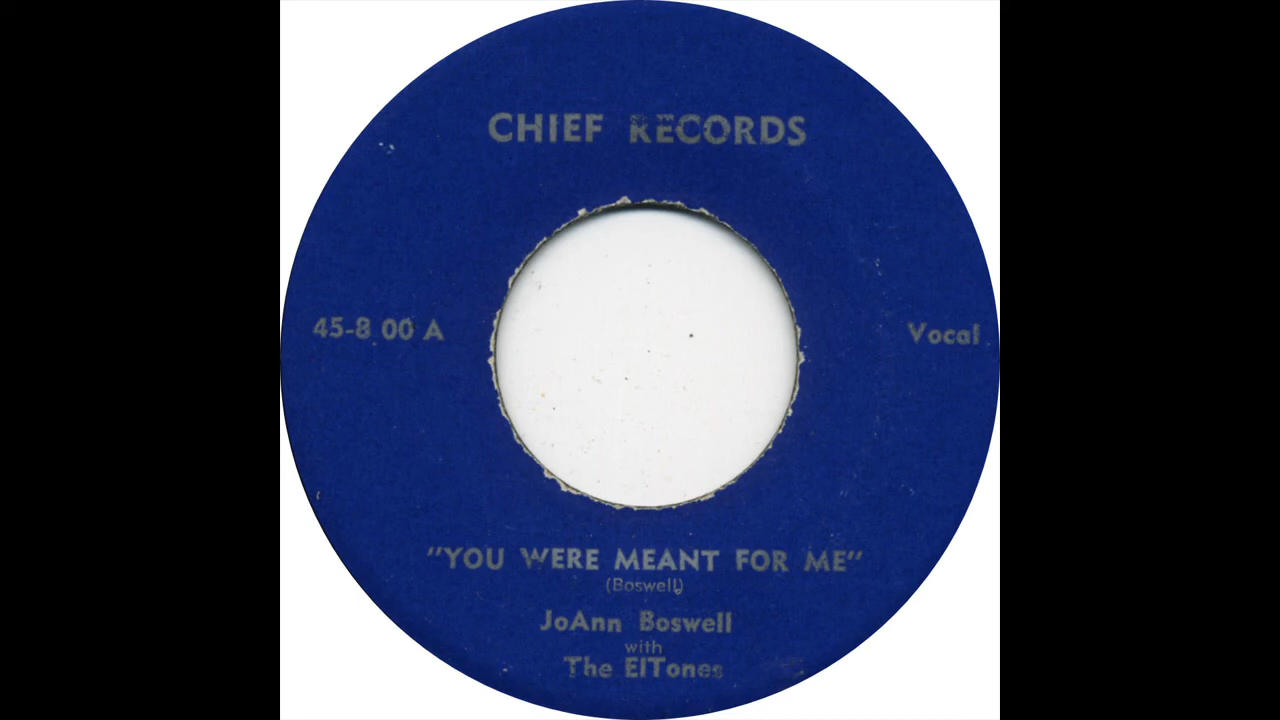 CHIEF RECORDS
45-8 00 A
Vocal
"YOU WERE MEANT FOR ME"
(Boswell)
JoAnn Boswell
with
The ElTones